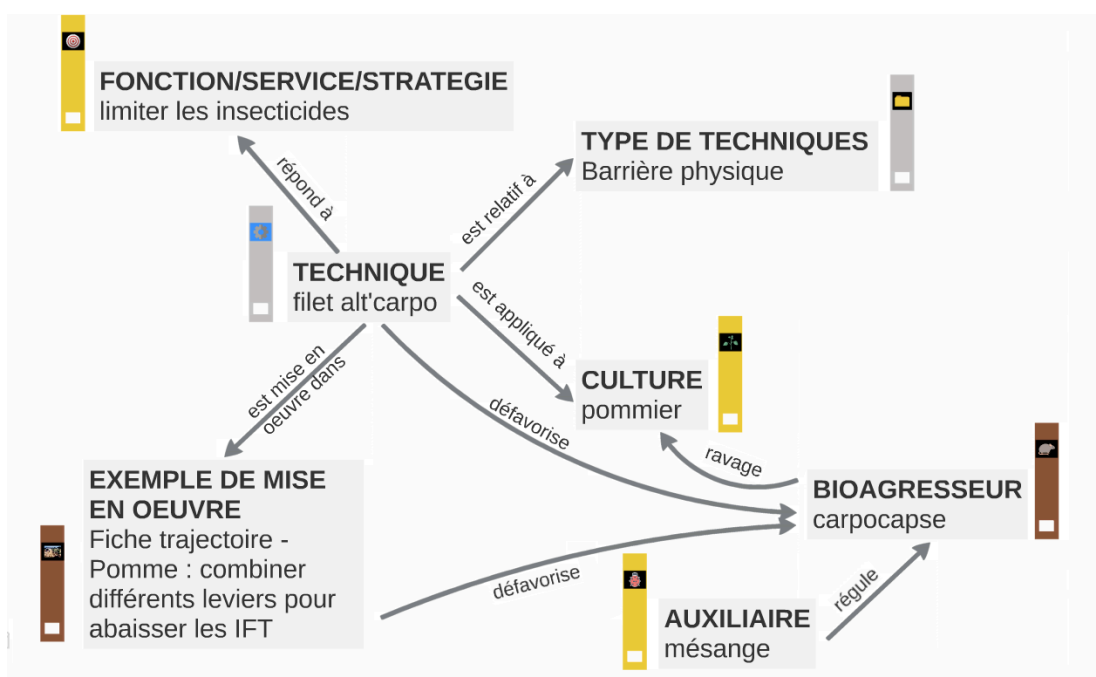 FONCTION/SERVICE/STRATEGIE
limiter les insecticides
TYPE DE TECHNIQUES
Barrière physique
répond à
est relatif à
TECHNIQUE
filet alt'carpo
est appliqué à
est mise en
oeuvre dans
CULTURE
pommier
défavorise
ravage
EXEMPLE DE MISE
EN OEUVRE
Fiche trajectoire -
Pomme : combiner
différents leviers pour
abaisser les IFT
BIOAGRESSEUR
carpocapse
défavorise
régule
AUXILIAIRE
mésange